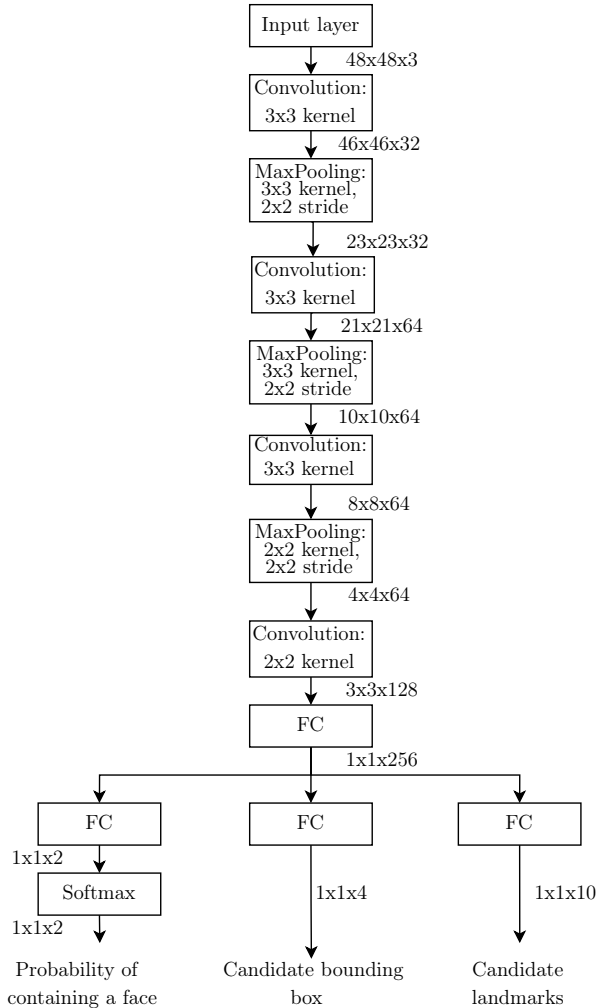 Input layer
48x48x3
Convolution:
3x3 kernel
46x46x32
MaxPooling:
3x3 kernel,
2x2 stride
23x23x32
Convolution:
3x3 kernel
21x21x64
MaxPooling:
3x3 kernel,
2x2 stride
10x10x64
Convolution:
3x3 kernel
8x8x64
MaxPooling:
2x2 kernel,
2x2 stride
4x4x64
Convolution:
2x2 kernel
3x3x128
FC
1x1x256
FC
1x1x2
Softmax
1x1x2
Probability of
containing a face
FC
1x1x4
Candidate bounding
box
FC
1x1x10
Candidate
landmarks